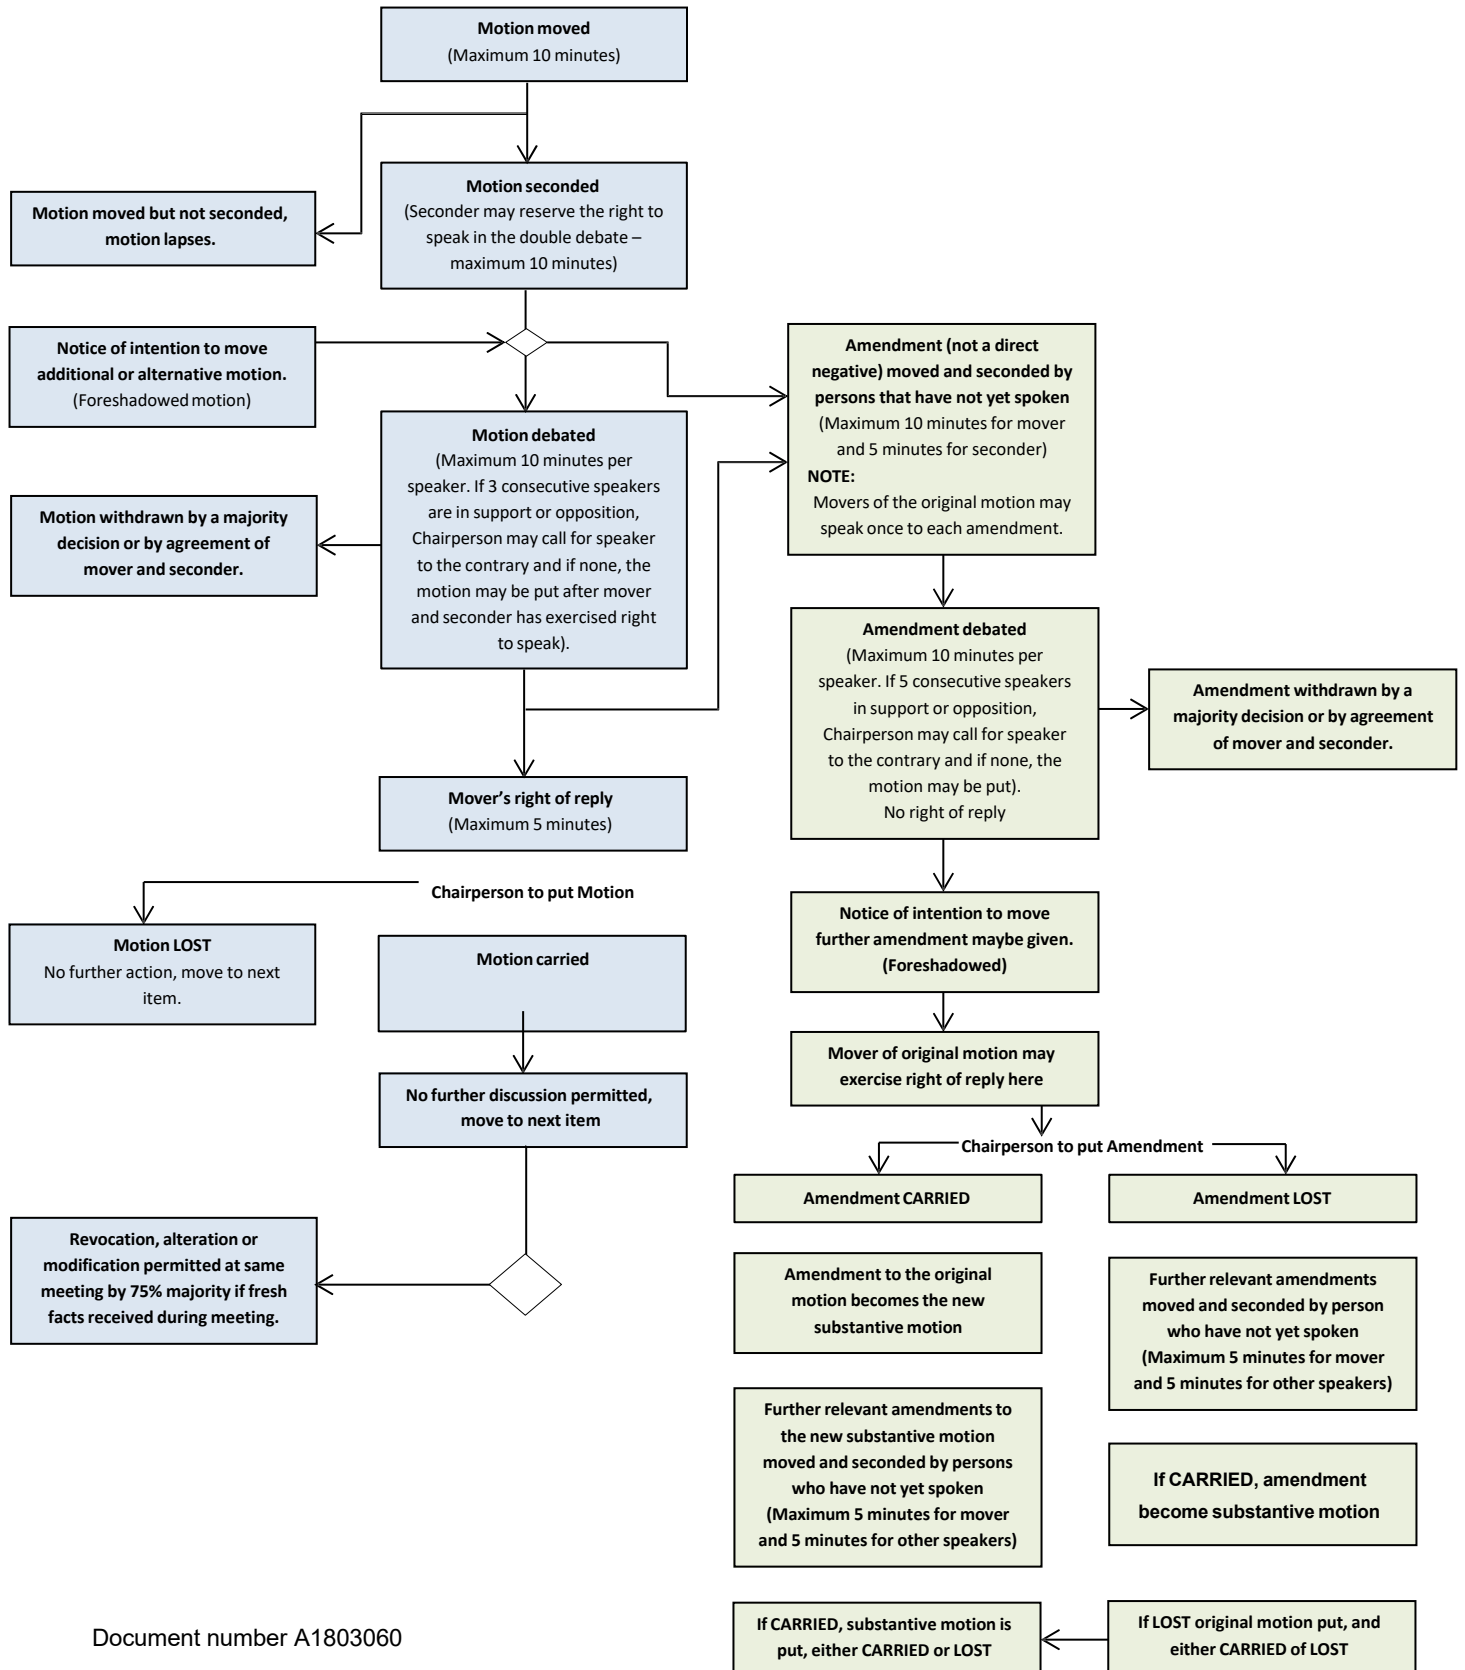 Motion moved
(Maximum 10 minutes)
Motion moved but not seconded,
motion lapses.
Motion seconded
(Seconder may reserve the right to
speak in the double debate –
maximum 10 minutes)
Notice of intention to move
additional or alternative motion.
(Foreshadowed motion)
Motion debated
(Maximum 10 minutes per
speaker. If 3 consecutive speakers
are in support or opposition,
Chairperson may call for speaker
to the contrary and if none, the
motion may be put after mover
and seconder has exercised right
to speak).
Motion withdrawn by a majority
decision or by agreement of
mover and seconder.
Mover's right of reply
(Maximum 5 minutes)
Chairperson to put Motion
Motion LOST
No further action, move to next
item.
Motion carried
No further discussion permitted,
move to next item
Revocation, alteration or
modification permitted at same
meeting by 75% majority if fresh
facts received during meeting.
Amendment (not a direct
negative) moved and seconded by
persons that have not yet spoken
(Maximum 10 minutes for mover
and 5 minutes for seconder)
NOTE:
Movers of the original motion may
speak once to each amendment.
Amendment debated
(Maximum 10 minutes per
speaker. If 5 consecutive speakers
in support or opposition,
Chairperson may call for speaker
to the contrary and if none, the
motion may be put).
No right of reply
Amendment withdrawn by a
majority decision or by agreement
of mover and seconder.
Notice of intention to move
further amendment maybe given.
(Foreshadowed)
Mover of original motion may
exercise right of reply here
Chairperson to put Amendment
Amendment CARRIED
Amendment to the original
motion becomes the new
substantive motion
Further relevant amendments to
the new substantive motion
moved and seconded by persons
who have not yet spoken
(Maximum 5 minutes for mover
and 5 minutes for other speakers)
If CARRIED, substantive motion is
put, either CARRIED or LOST
Amendment LOST
Further relevant amendments
moved and seconded by person
who have not yet spoken
(Maximum 5 minutes for mover
and 5 minutes for other speakers)
If CARRIED, amendment
become substantive motion
If LOST original motion put, and
either CARRIED of LOST
Document number A1803060